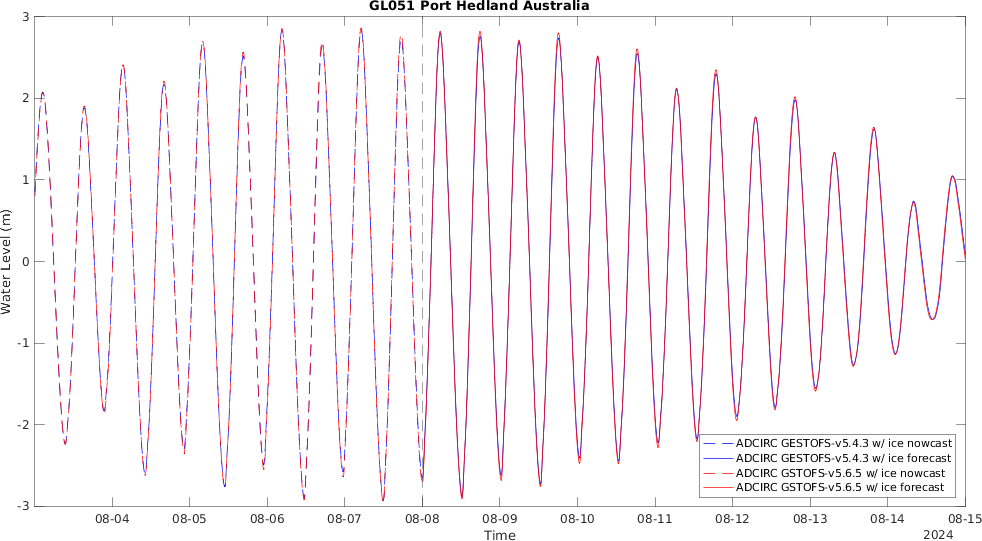 GL051 Port Hedland Australia
3
2
1
0
-1
-2
-3
Water Level (m)
ADCIRC GESTOFS-v5.4.3 w/ ice nowcast
ADCIRC GESTOFS-v5.4.3 w/ ice forecast
ADCIRC GSTOFS-v5.6.5 w/ ice nowcast
ADCIRC GSTOFS-v5.6.5 w/ ice forecast
08-04 08-05 08-06 08-07 08-08 08-09 08-10 08-11 08-12 08-13 08-14 08-15
Time
2024